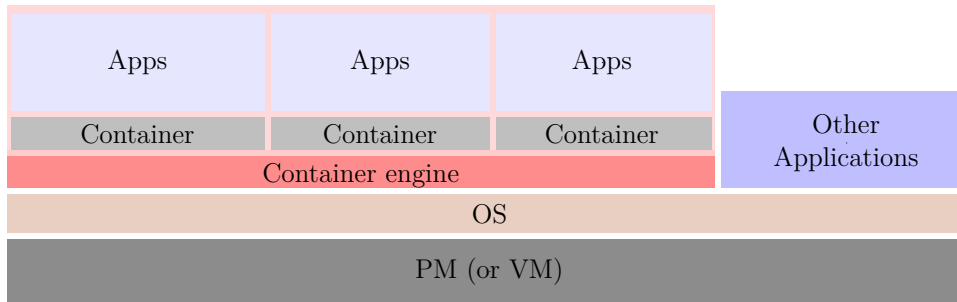 Apps
Apps
Apps
Container
Container
Container
Other
Applications
Container engine
OS
PM (or VM)